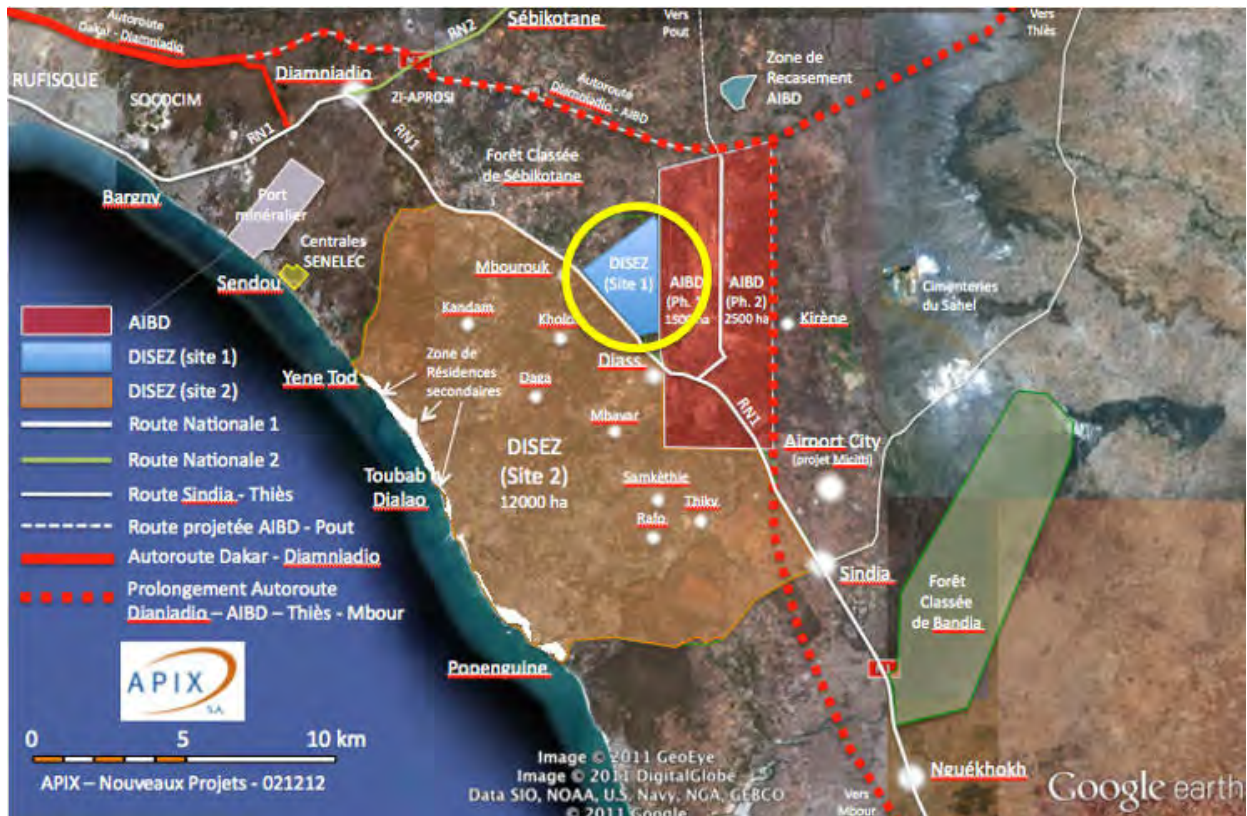 Autoroute
Dakar - Diamniadio
RN2
Sébikotane
Vers
Pout
Vers
Thiès
RUFISQUE
SOCOCIM
Diamniadio
ZI-APROSI
Autoroute
Diamniadio - AIBD
Zone de
Recasement
AIBD
RN1
RN1
Forêt Classée
de Sébikotane
Bargny
Port
minéralier
Centrales
SENELEC
Sendou
Mbourouk
DISEZ
(Site 1)
AIBD
(Ph. 1)
1500 ha
AIBD
(Ph. 2)
2500 ha
Kirène
Cimenteries
du Sahel
Kandam
Kholp
Diass
Yene Tod
Zone de
Résidences
secondaires
Daga
Mbayar
RN1
Airport City
(projet Micitti)
DISEZ
(Site 2)
12000 ha
Samkèthie
Thiky
Rafo
Toubab
Dialao
Sindia
Forêt
Classée
de Bandia
Popenguine
Nguékhokh
Vers
Mbour
AIBD
DISEZ (site 1)
DISEZ (site 2)
Route Nationale 1
Route Nationale 2
Route Sindia - Thiès
Route projetée AIBD - Pout
Autoroute Dakar - Diamniadio
Prolongement Autoroute
Dianiadio – AIBD – Thiès - Mbour
APIX
S.A.
0 5 10 km
APIX – Nouveaux Projets - 021212
Image © 2011 GeoEye
Image © 2011 DigitalGlobe
Data SIO, NOAA, U.S. Navy, NGA, GEBCO
© 2011 Google
Google earth